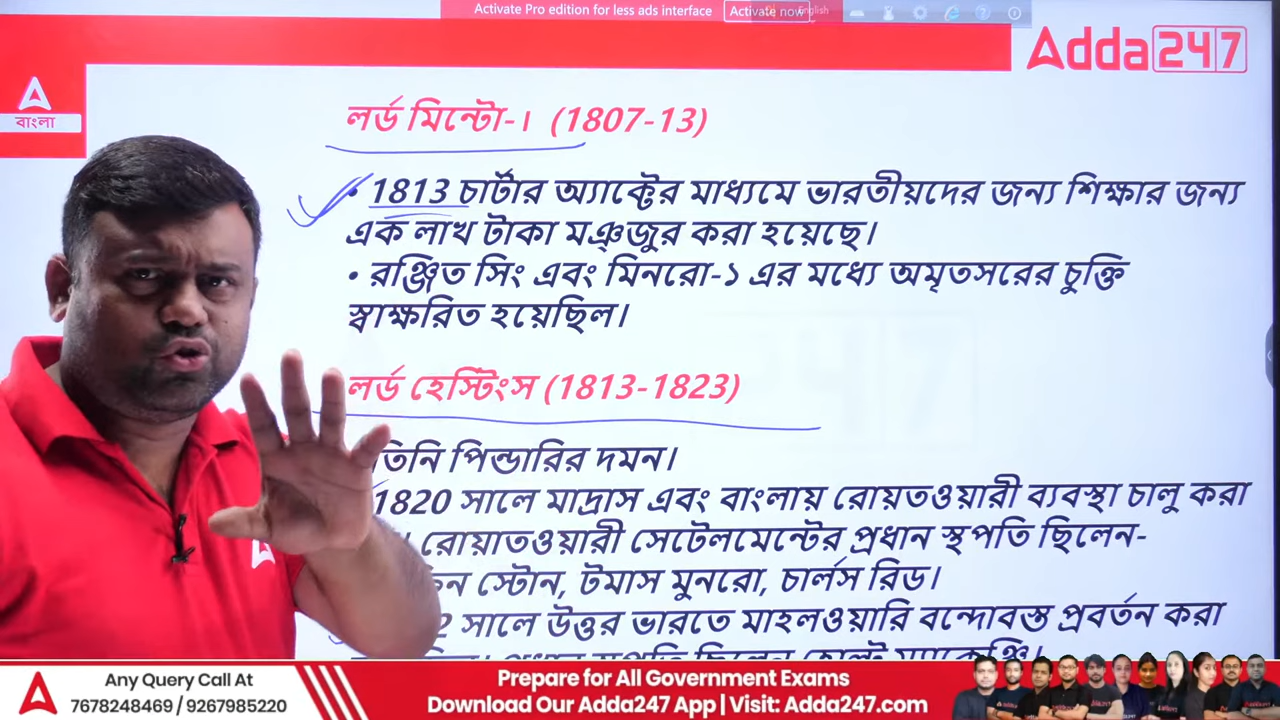 Activate Pro edition for less ads interface
Activate now
English
Adda247
বাংলা
লর্ড মিন্টো-। (1807-13)
• 1813 চার্টার অ্যাক্টের মাধ্যমে ভারতীয়দের জন্য শিক্ষার জন্য
এক লাখ টাকা মঞ্জুর করা হয়েছে।
• রঞ্জিত সিং এবং মিনরো-১ এর মধ্যে অমৃতসরের চুক্তি
স্বাক্ষরিত হয়েছিল।
লর্ড হেস্টিংস (1813-1823)
তিনি পিন্ডারির দমন।
1820 সালে মাদ্রাস এবং বাংলায় রোয়তওয়ারী ব্যবস্থা চালু করা
রোয়াতওয়ারী সেটেলমেন্টের প্রধান স্থপতি ছিলেন-
স্টোন, টমাস মুনরো, চার্লস রিড।
2 সালে উত্তর ভারতে মাহলওয়ারি বন্দোবস্ত প্রবর্তন করা
Any Query Call At
7678248469 / 9267985220
Prepare for All Government Exams
Download Our Adda247 App | Visit: Adda247.com